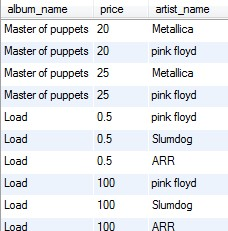 album_name price artist_name
Master of puppets 20 Metallica
Master of puppets 20 pink floyd
Master of puppets 25 Metallica
Master of puppets 25 pink floyd
Load 0.5 pink floyd
Load 0.5 Slumdog
Load 0.5 ARR
Load 100 pink floyd
Load 100 Slumdog
Load 100 ARR